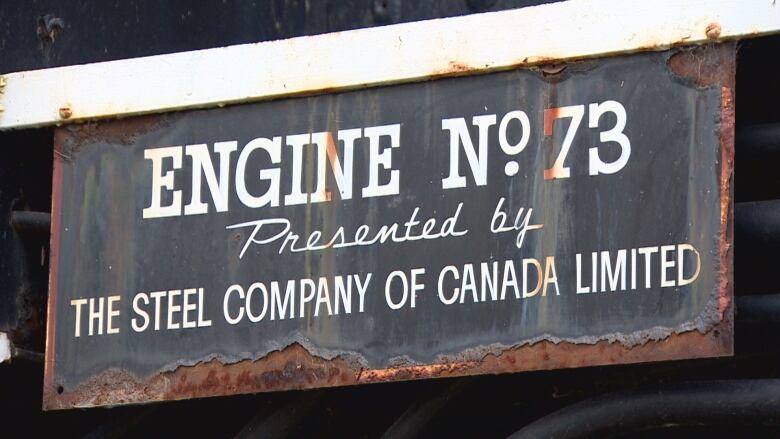 ENGINE Nº 73
Presented by
THE STEEL COMPANY OF CANADA LIMITED